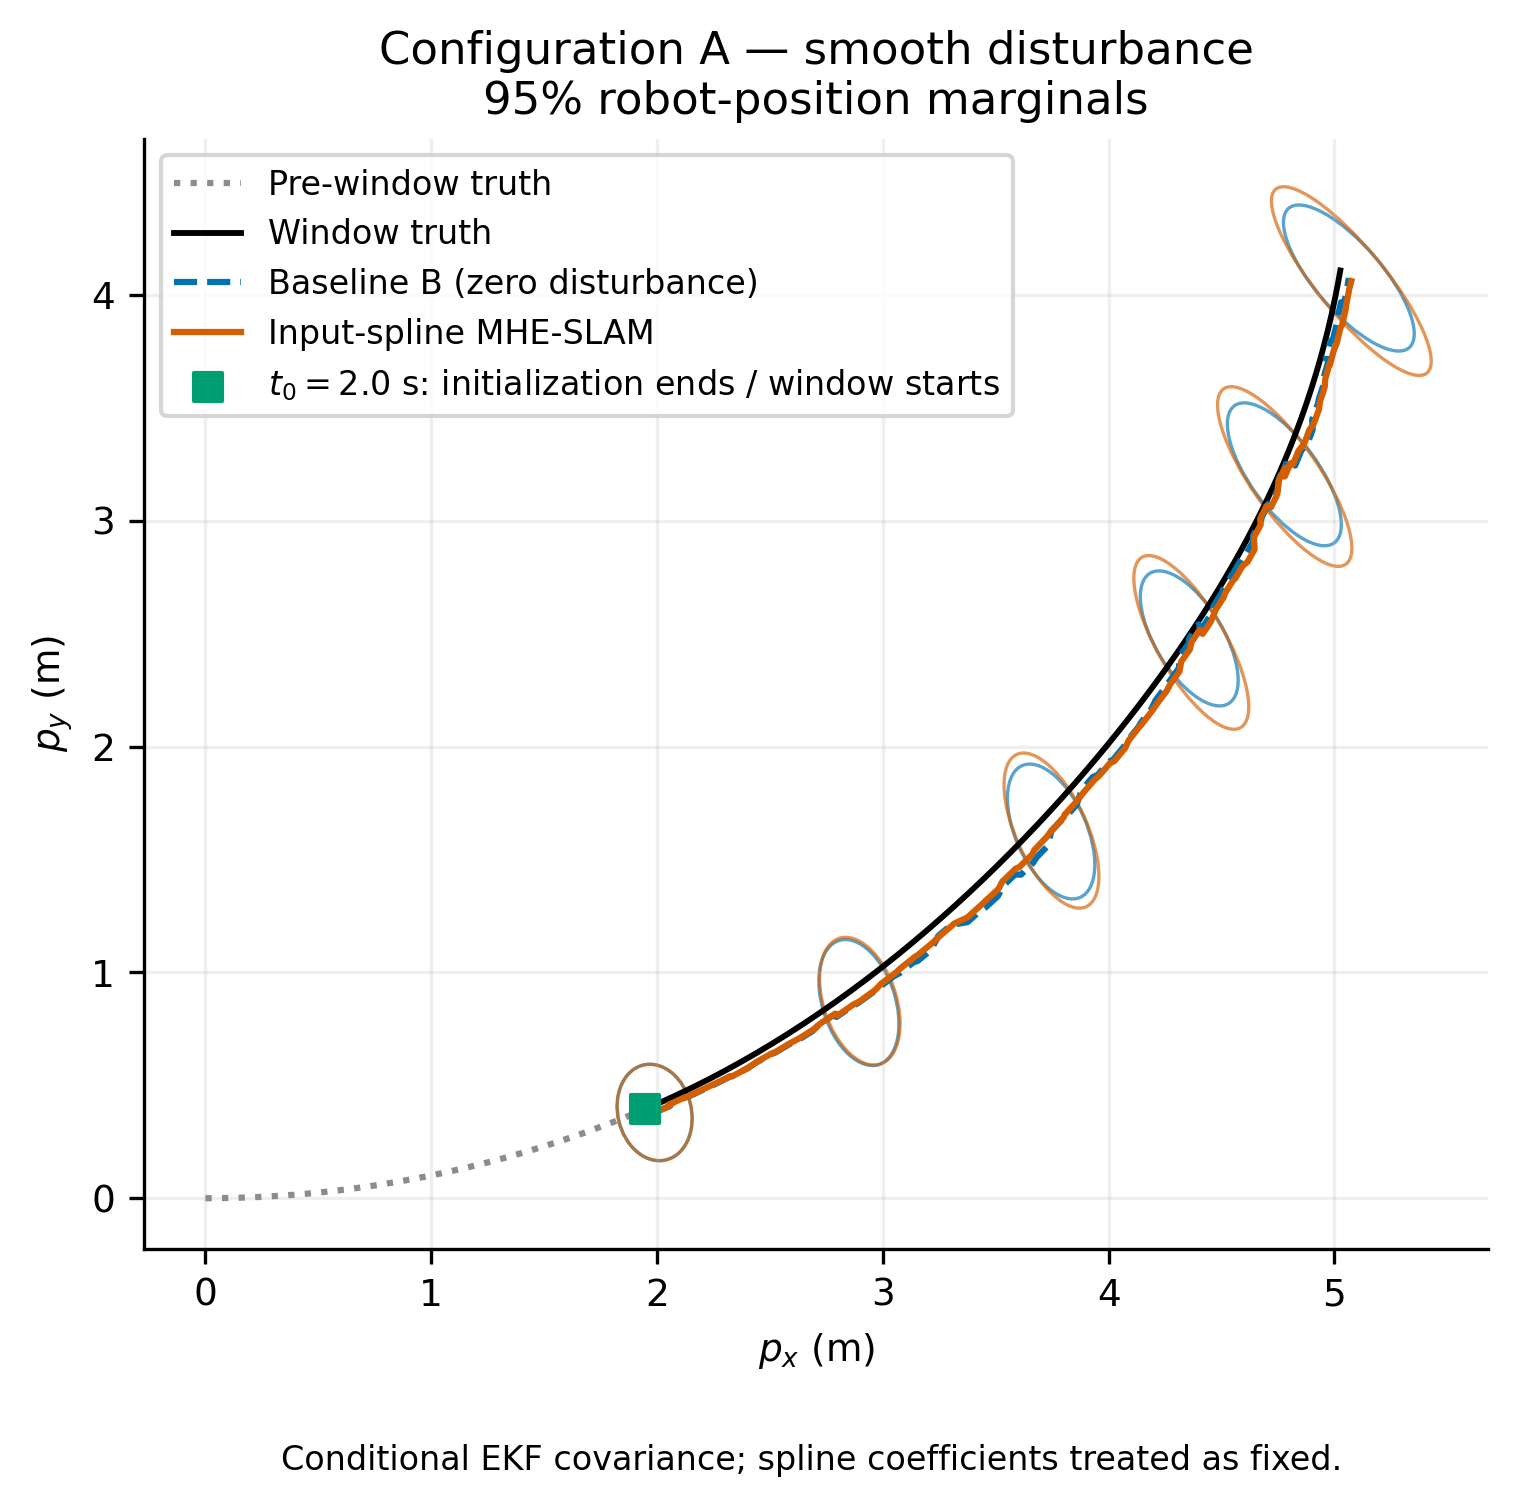 Configuration A — smooth disturbance
95% robot-position marginals
Pre-window truth
Window truth
Baseline B (zero disturbance)
Input-spline MHE-SLAM
t₀ = 2.0 s: initialization ends / window starts
4
3
2
1
0
p_y (m)
0 1 2 3 4 5
p_x (m)
Conditional EKF covariance; spline coefficients treated as fixed.